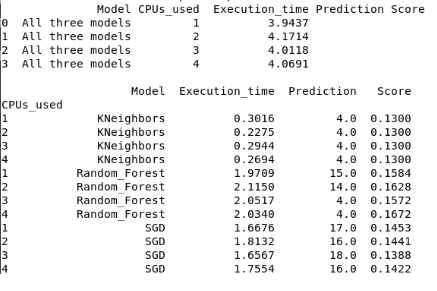 Model CPUs_used Execution_time Prediction Score
0 All three models 1 3.9437
1 All three models 2 4.1714
2 All three models 3 4.0118
3 All three models 4 4.0691
Model Execution_time Prediction Score
CPUs_used
1 KNeighbors 0.3016 4.0 0.1300
2 KNeighbors 0.2275 4.0 0.1300
3 KNeighbors 0.2944 4.0 0.1300
4 KNeighbors 0.2694 4.0 0.1300
1 Random_Forest 1.9709 15.0 0.1584
2 Random_Forest 2.1150 14.0 0.1628
3 Random_Forest 2.0517 14.0 0.1572
4 Random_Forest 2.0340 14.0 0.1672
1 SGD 1.6676 17.0 0.1453
2 SGD 1.8132 16.0 0.1441
3 SGD 1.6567 18.0 0.1388
4 SGD 1.7554 16.0 0.1422